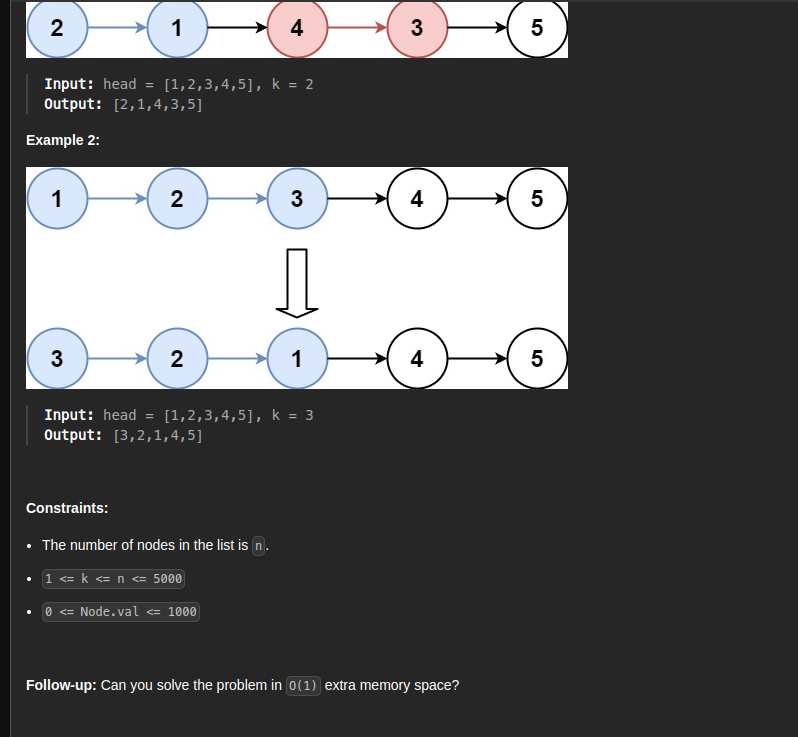 2 1 4 3 5
Input: head = [1,2,3,4,5], k = 2
Output: [2,1,4,3,5]
Example 2:
1 2 3 4 5
3 2 1 4 5
Input: head = [1,2,3,4,5], k = 3
Output: [3,2,1,4,5]
Constraints:
• The number of nodes in the list is n.
• 1 <= k <= n <= 5000
• 0 <= Node.val <= 1000
Follow-up: Can you solve the problem in O(1) extra memory space?